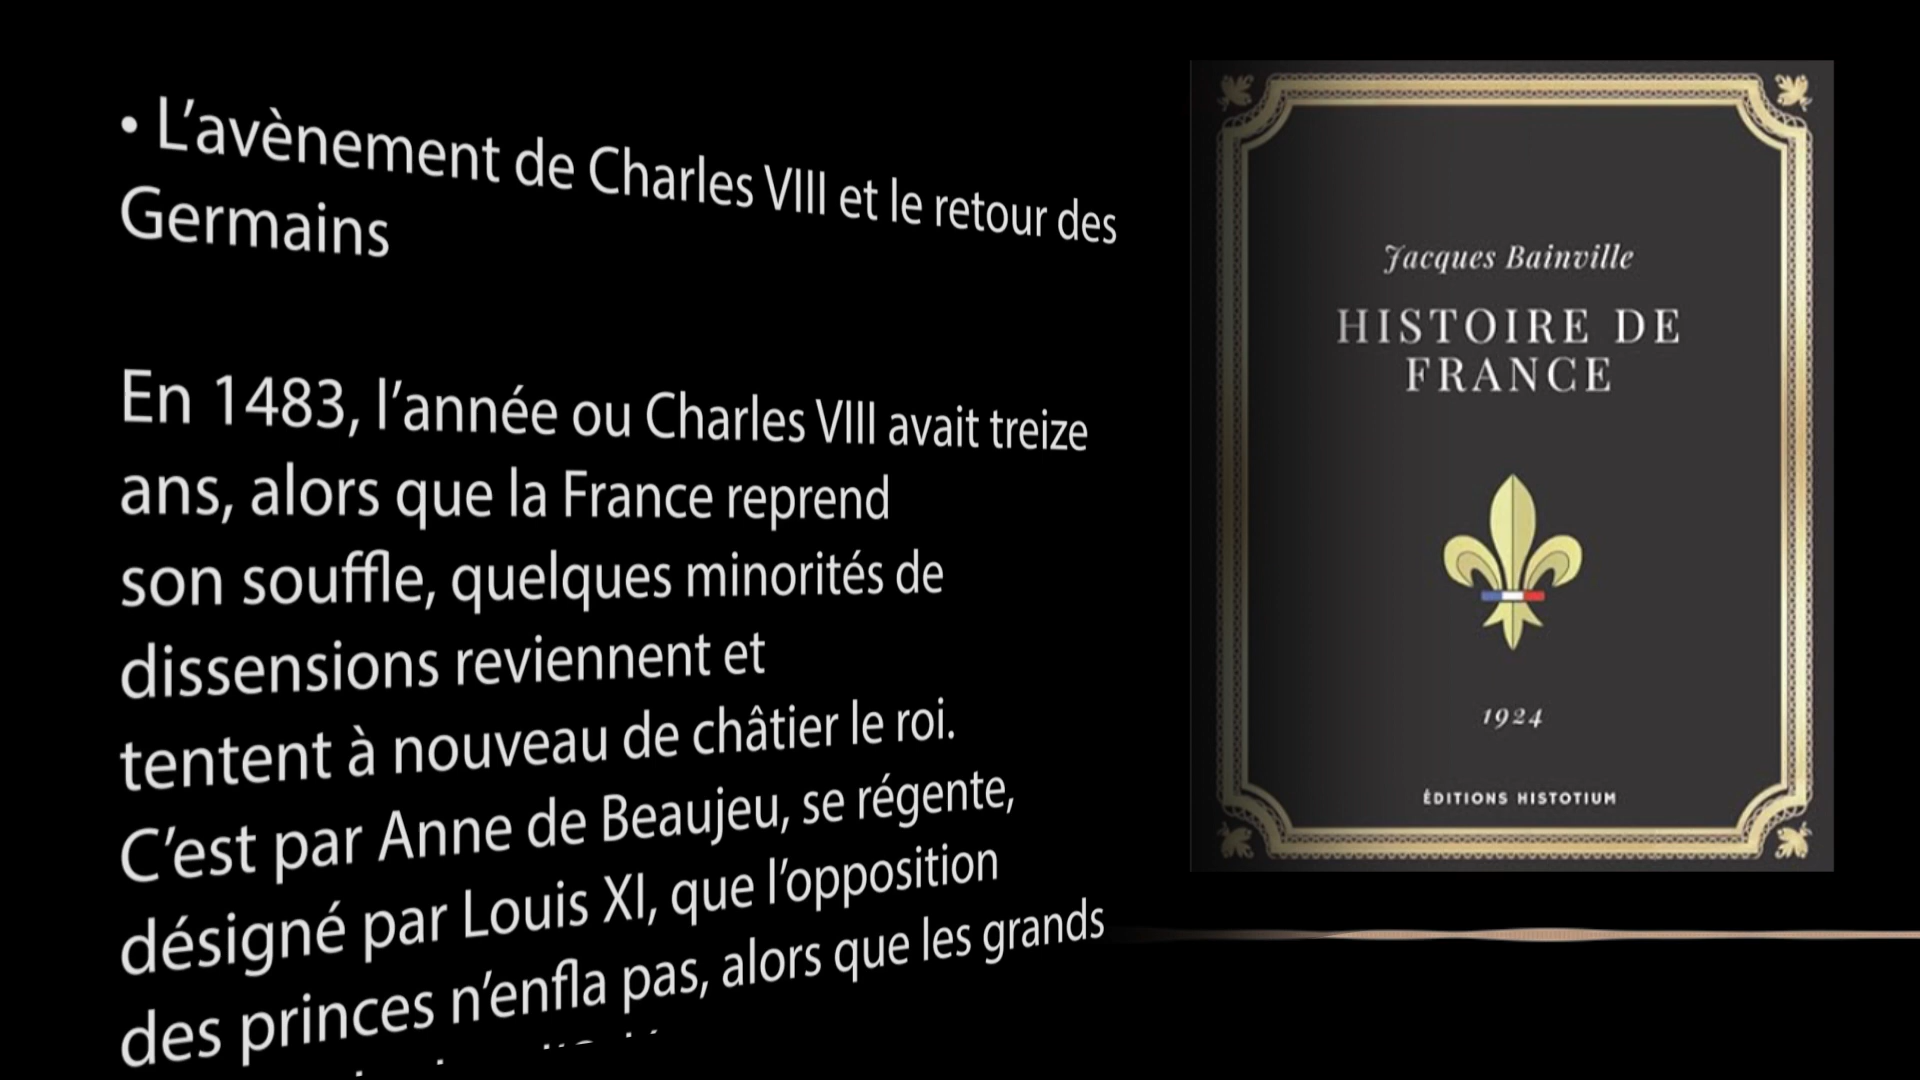 • L’avènement de Charles VIII et le retour des
Germains
En 1483, l’année ou Charles VIII avait treize
ans, alors que la France reprend
son souffle, quelques minorités de
dissensions reviennent et
tentent à nouveau de châtier le roi.
C’est par Anne de Beaujeu, se régente,
désigné par Louis XI, que l’opposition
des princes n’enfla pas, alors que les grands
Jacques Bainville
HISTOIRE DE
FRANCE
1924
ÉDITIONS HISTOTIUM